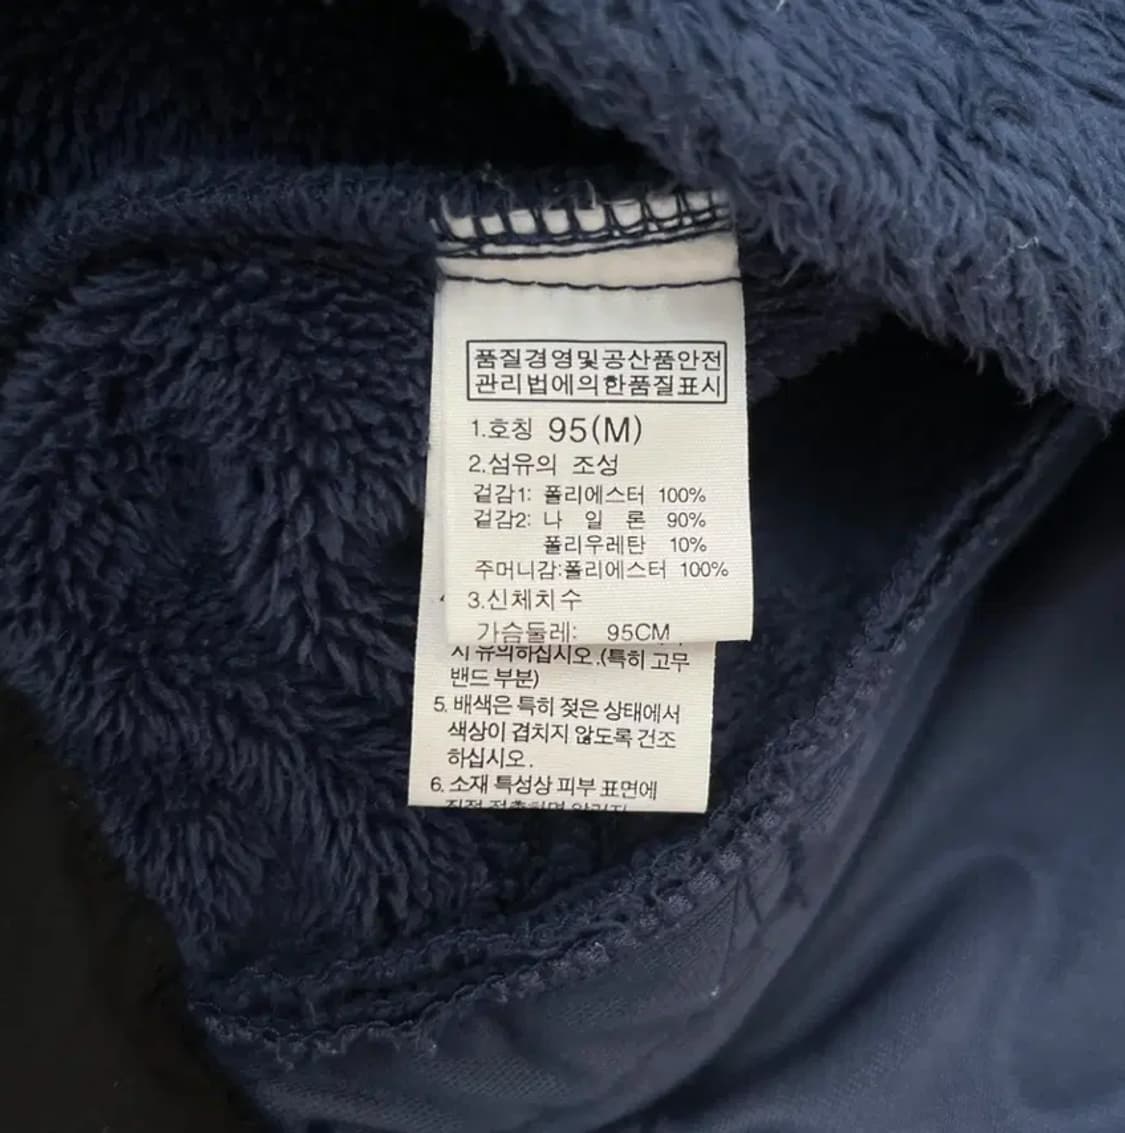 품질경영및공산품안전
관리법에의한품질표시
1.호칭 95(M)
2.섬유의 조성
겉감1: 폴리에스터 100%
겉감2: 나 일 론 90%
폴리우레탄 10%
주머니감:폴리에스터 100%
3.신체치수
가슴둘레: 95CM
시 유의하십시오.(특히 고무
밴드 부분)
5. 배색은 특히 젖은 상태에서
색상이 겹치지 않도록 건조
하십시오.
6. 소재 특성상 피부 표면에